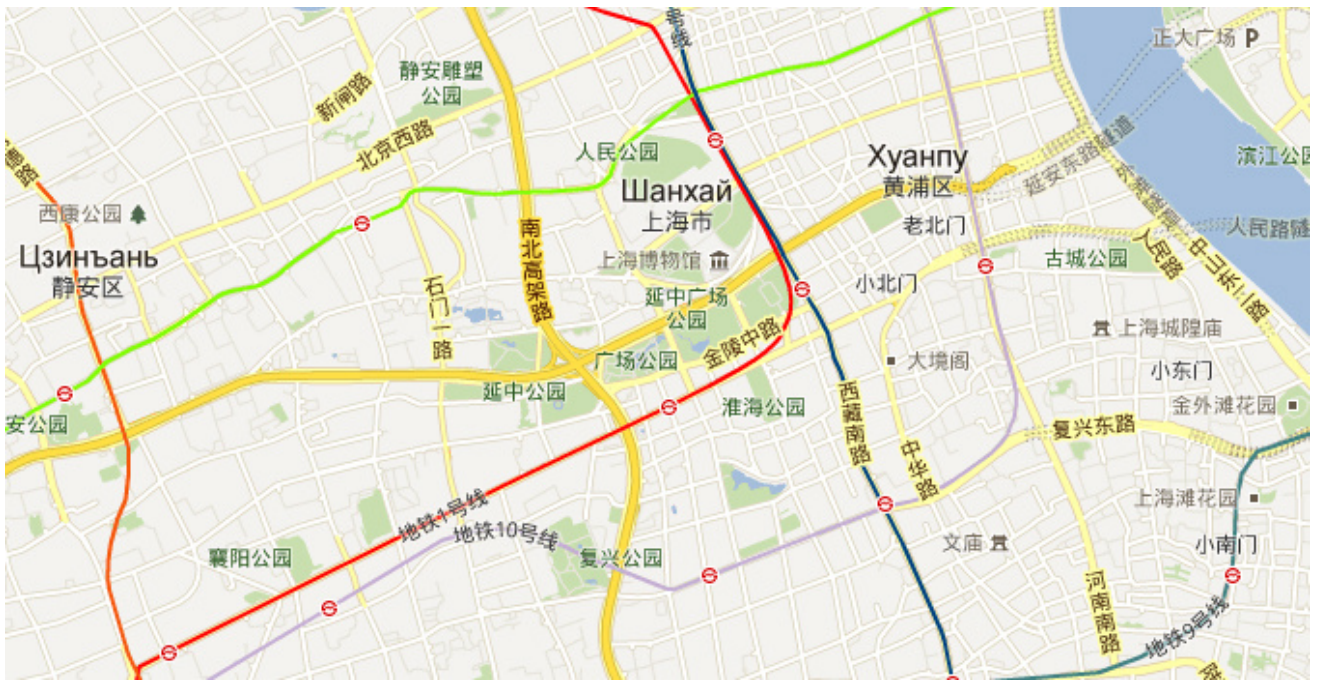 号线
正大广场 P
静安雕塑
公园
新闸路
北京西路
人民公园
Хуанпу
黄浦区
延安东路隧道
滨江公园
Шанхай
上海市
西康公园
老北门
外滩隧道
人民路隧
Цзинъань
静安区
南北高架路
上海博物馆
小北门
古城公园
人民路
中山东二路
石门一路
延中广场
公园
上海城隍庙
金陵中路
广场公园
大境阁
小东门
延中公园
淮海公园
西藏南路
金外滩花园
安公园
中华路
复兴东路
地铁1号线
上海滩花园
地铁10号线
襄阳公园
复兴公园
文庙
小南门
河南南路
地铁9号线